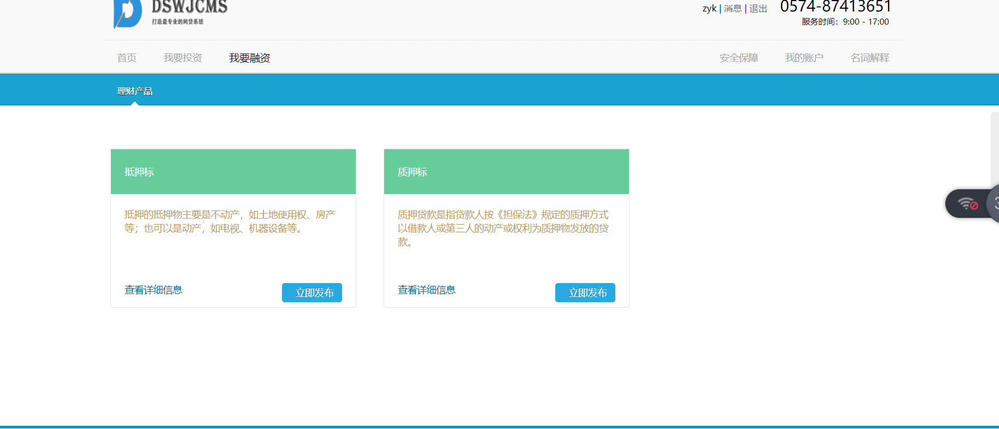 DSWJCMS
打造最专业的网贷系统
zyk | 消息 | 退出
0574-87413651
服务时间：9:00 - 17:00
首页 我要投资 我要融资 安全保障 我的账户 名词解释
理财产品
抵押标
抵押的抵押物主要是不动产，如土地使用权、房产
等；也可以是动产，如电视、机器设备等。
查看详细信息 立即发布
质押标
质押贷款是指贷款人按《担保法》规定的质押方式
以借款人或第三人的动产或权利为质押物发放的贷
款。
查看详细信息 立即发布